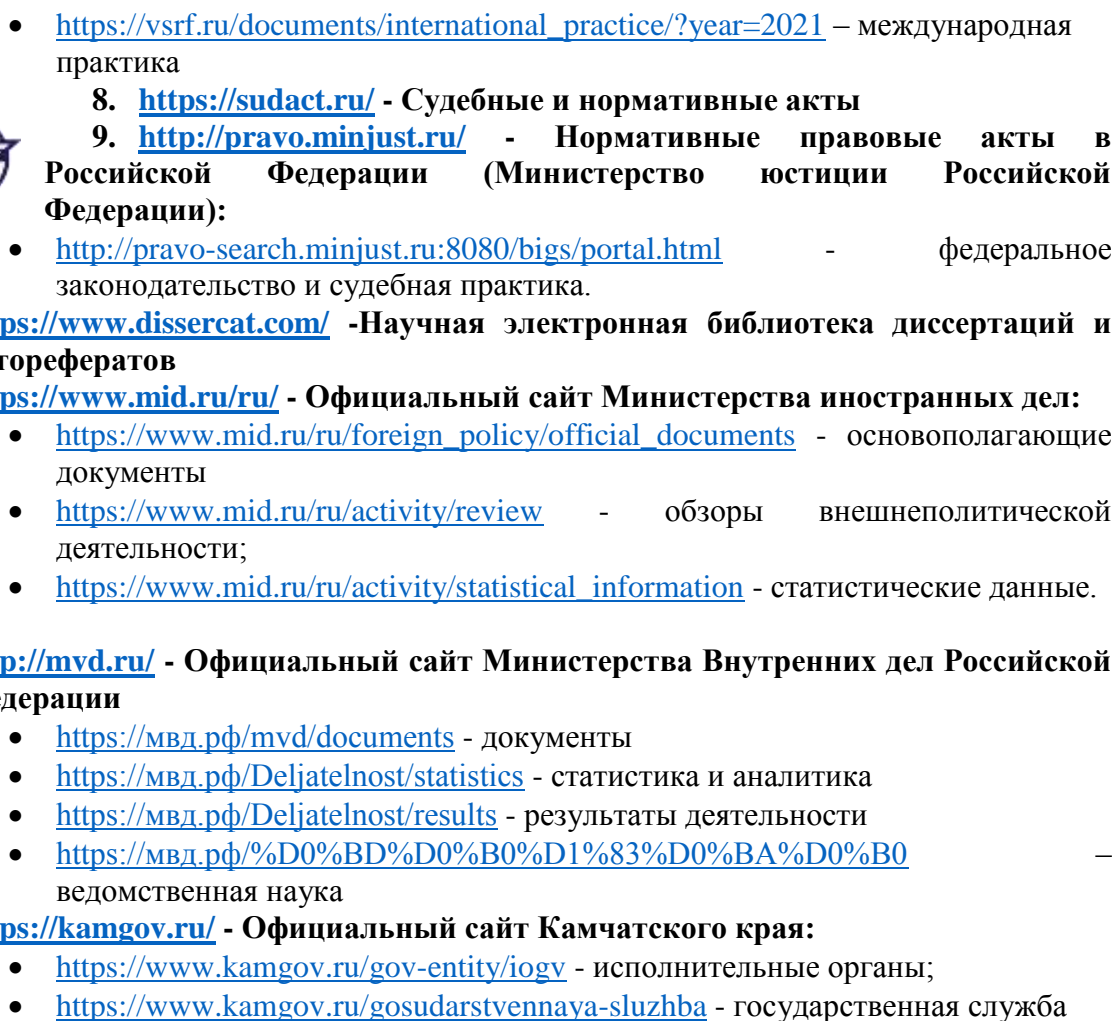 • https://vsrf.ru/documents/international_practice/?year=2021 – международная
практика
8. https://sudact.ru/ - Судебные и нормативные акты
9. http://pravo.minjust.ru/ - Нормативные правовые акты в
Российской Федерации (Министерство юстиции Российской
Федерации):
• http://pravo-search.minjust.ru:8080/bigs/portal.html - федеральное
законодательство и судебная практика.
ps://www.dissercat.com/ -Научная электронная библиотека диссертаций и
торефератов
ps://www.mid.ru/ru/ - Официальный сайт Министерства иностранных дел:
• https://www.mid.ru/ru/foreign_policy/official_documents - основополагающие
документы
• https://www.mid.ru/ru/activity/review - обзоры внешнеполитической
деятельности;
• https://www.mid.ru/ru/activity/statistical_information - статистические данные.
p://mvd.ru/ - Официальный сайт Министерства Внутренних дел Российской
едерации
• https://мвд.рф/mvd/documents - документы
• https://мвд.рф/Deljatelnost/statistics - статистика и аналитика
• https://мвд.рф/Deljatelnost/results - результаты деятельности
• https://мвд.рф/%D0%BD%D0%B0%D1%83%D0%BA%D0%B0 –
ведомственная наука
ps://kamgov.ru/ - Официальный сайт Камчатского края:
• https://www.kamgov.ru/gov-entity/iogv - исполнительные органы;
• https://www.kamgov.ru/gosudarstvennaya-sluzhba - государственная служба